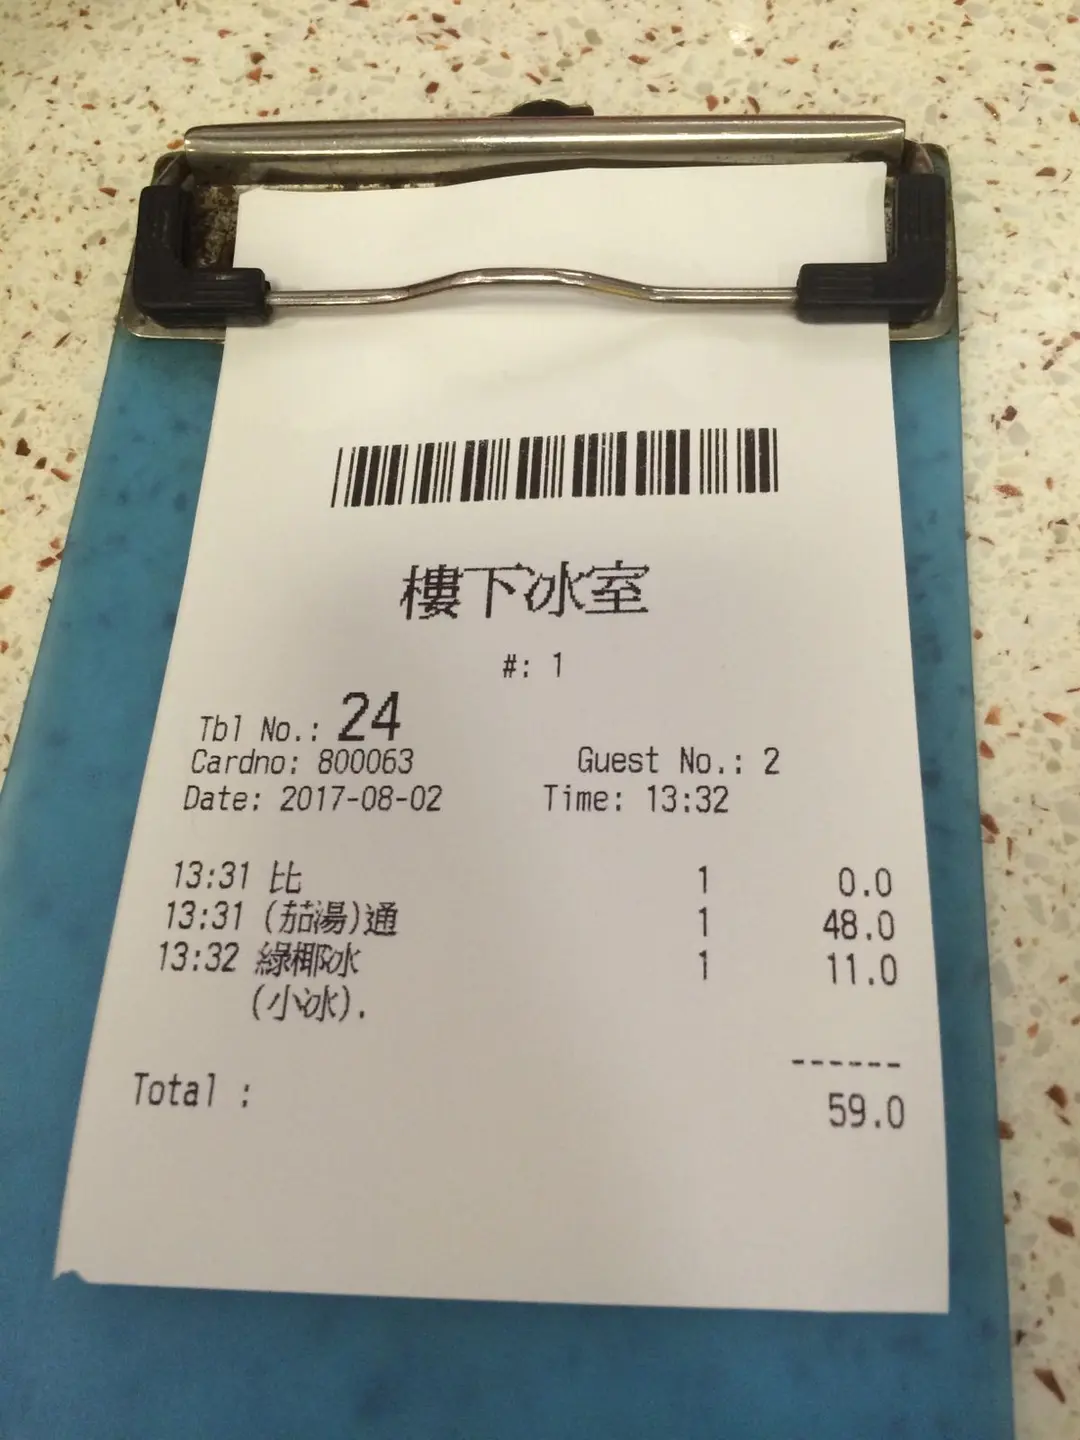 樓下冰室
#: 1
Tbl No.: 24
Cardno: 800063 Guest No.: 2
Date: 2017-08-02 Time: 13:32
13:31 比 1 0.0
13:31 (茄湯)通 1 48.0
13:32 綠椰冰 1 11.0
(小冰).
------
Total : 59.0